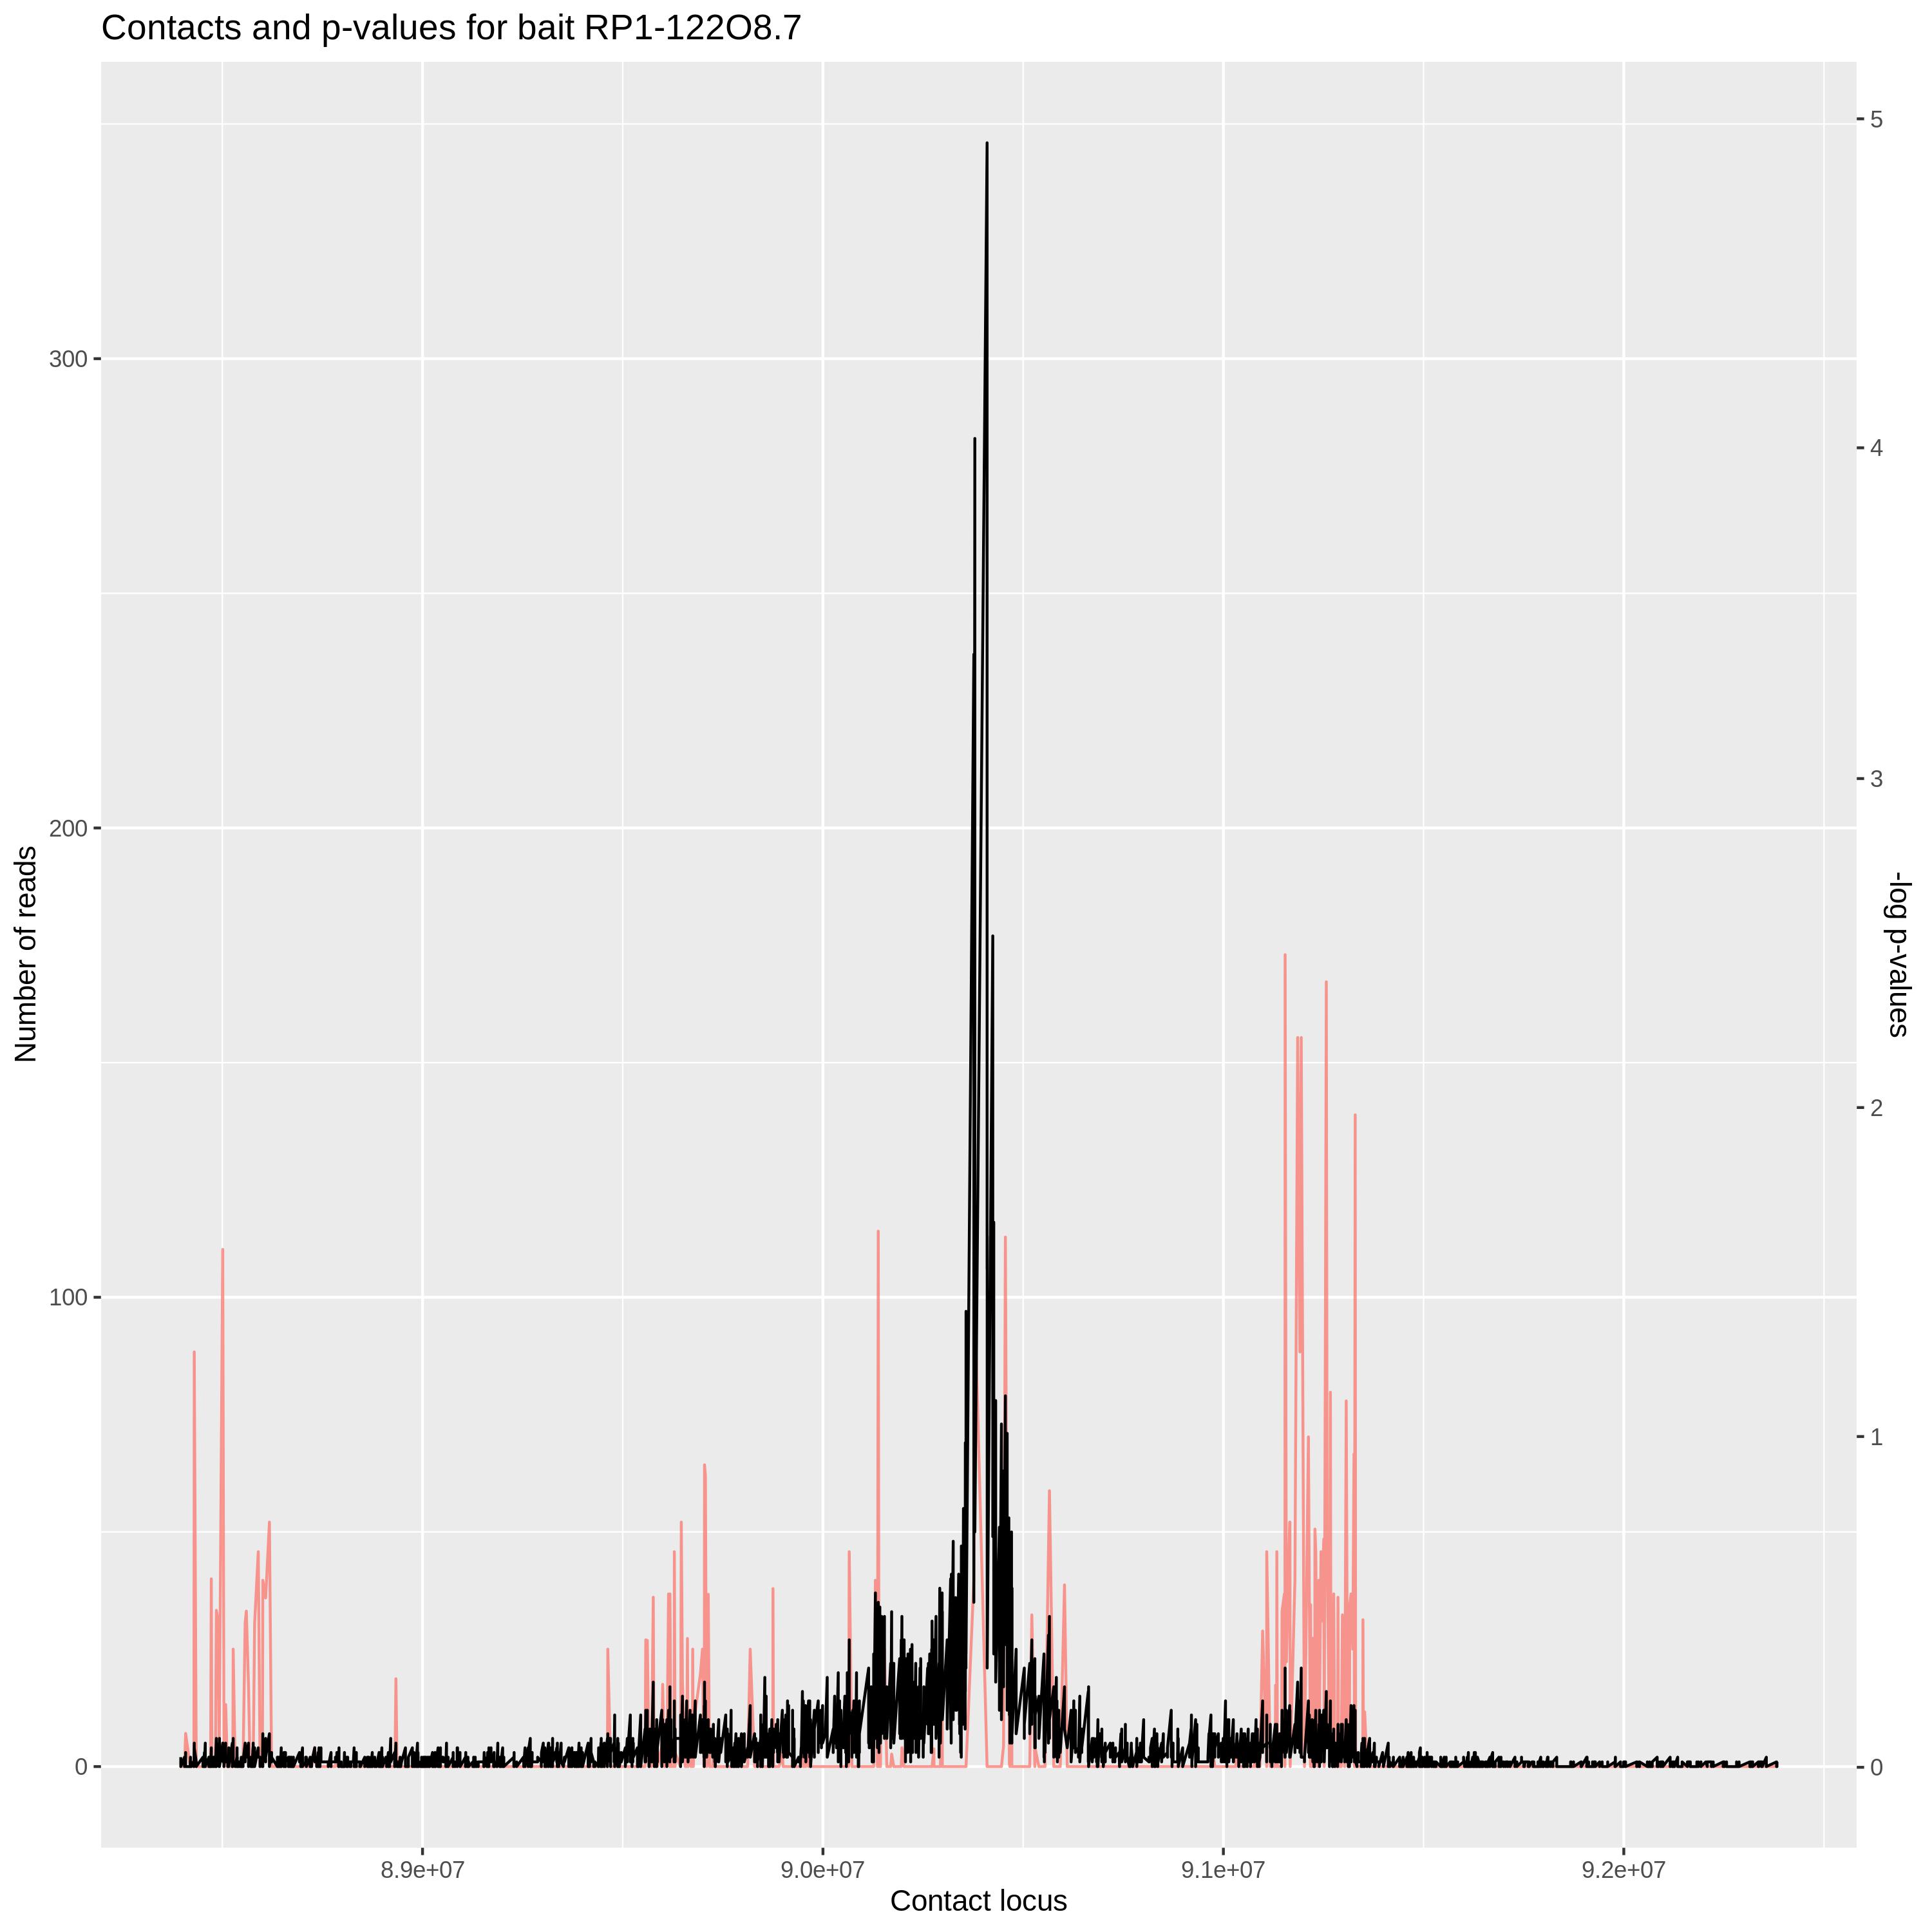 Contacts and p-values for bait RP1-122O8.7
300
200
100
0
Number of reads
5
4
3
2
1
0
-log p-values
8.9e+07
9.0e+07
9.1e+07
9.2e+07
Contact locus